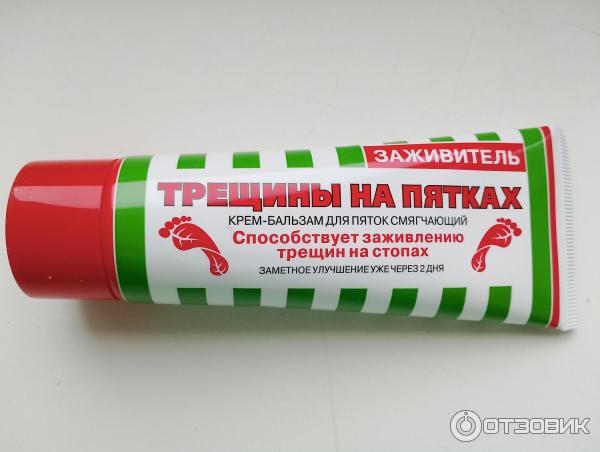 ЗАЖИВИТЕЛЬ
ТРЕЩИНЫ НА ПЯТКАХ
КРЕМ-БАЛЬЗАМ ДЛЯ ПЯТОК СМЯГЧАЮЩИЙ
Способствует заживлению
трещин на стопах
ЗАМЕТНОЕ УЛУЧШЕНИЕ УЖЕ ЧЕРЕЗ 2 ДНЯ
ОТЗОВИК